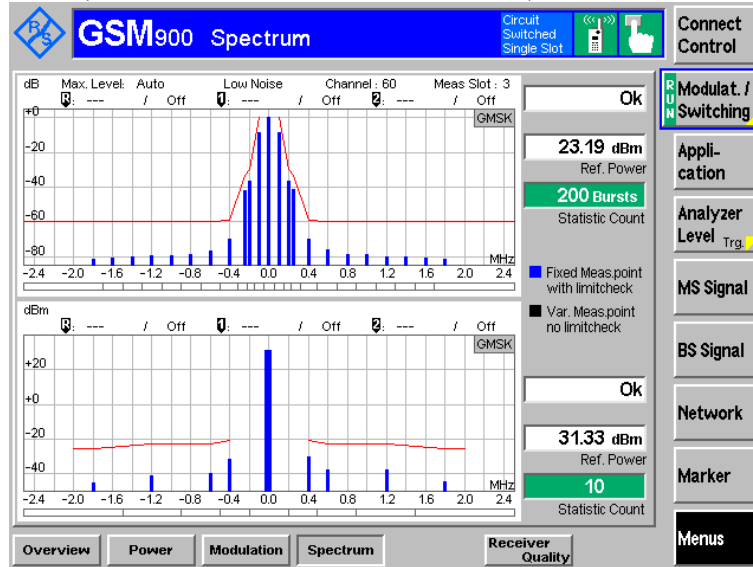 R&S
GSM900 Spectrum
Circuit
Switched
Single Slot
Connect
Control
dB Max. Level: Auto Low Noise Channel : 60 Meas Slot : 3
R: --- / Off 1: --- / Off 2: --- / Off
+0
GMSK
-20
-40
-60
-80
MHz
-2.4 -2.0 -1.6 -1.2 -0.8 -0.4 0.0 0.4 0.8 1.2 1.6 2.0 2.4
Ok
23.19 dBm
Ref. Power
200 Bursts
Statistic Count
Fixed Meas.point
with limitcheck
Var. Meas.point
no limitcheck
dBm
R: --- / Off 1: --- / Off 2: --- / Off
GMSK
+20
+0
-20
-40
MHz
-2.4 -2.0 -1.6 -1.2 -0.8 -0.4 0.0 0.4 0.8 1.2 1.6 2.0 2.4
Ok
31.33 dBm
Ref. Power
10
Statistic Count
RUN
Modulat. /
Switching
Appli-
cation
Analyzer
Level Trg.
MS Signal
BS Signal
Network
Marker
Menus
Overview Power Modulation Spectrum Receiver
Quality